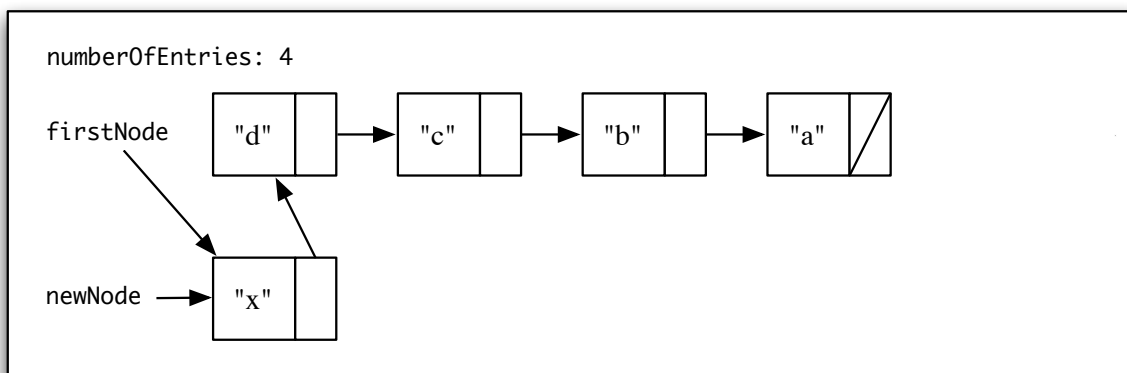 numberOfEntries: 4
firstNode "d" "c" "b" "a"
newNode "x"